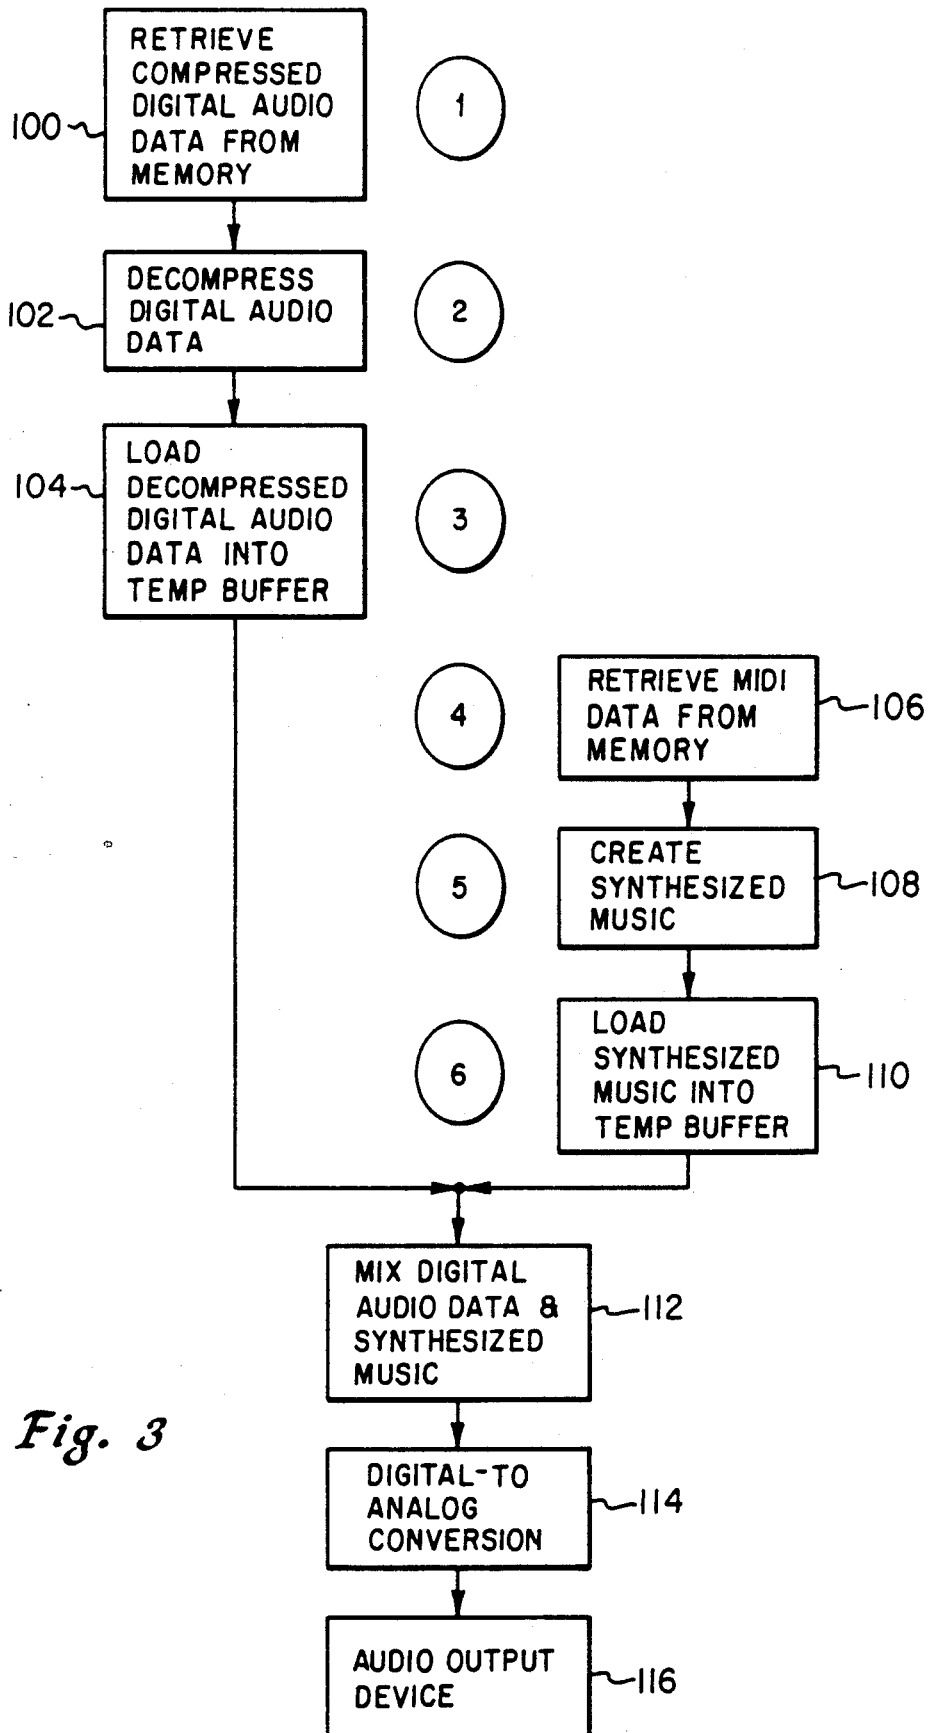 RETRIEVE
COMPRESSED
DIGITAL AUDIO
DATA FROM
MEMORY
100
1
DECOMPRESS
DIGITAL AUDIO
DATA
102
2
LOAD
DECOMPRESSED
DIGITAL AUDIO
DATA INTO
TEMP BUFFER
104
3
4
RETRIEVE MIDI
DATA FROM
MEMORY
106
5
CREATE
SYNTHESIZED
MUSIC
108
6
LOAD
SYNTHESIZED
MUSIC INTO
TEMP BUFFER
110
MIX DIGITAL
AUDIO DATA &
SYNTHESIZED
MUSIC
112
Fig. 3
DIGITAL-TO
ANALOG
CONVERSION
114
AUDIO OUTPUT
DEVICE
116